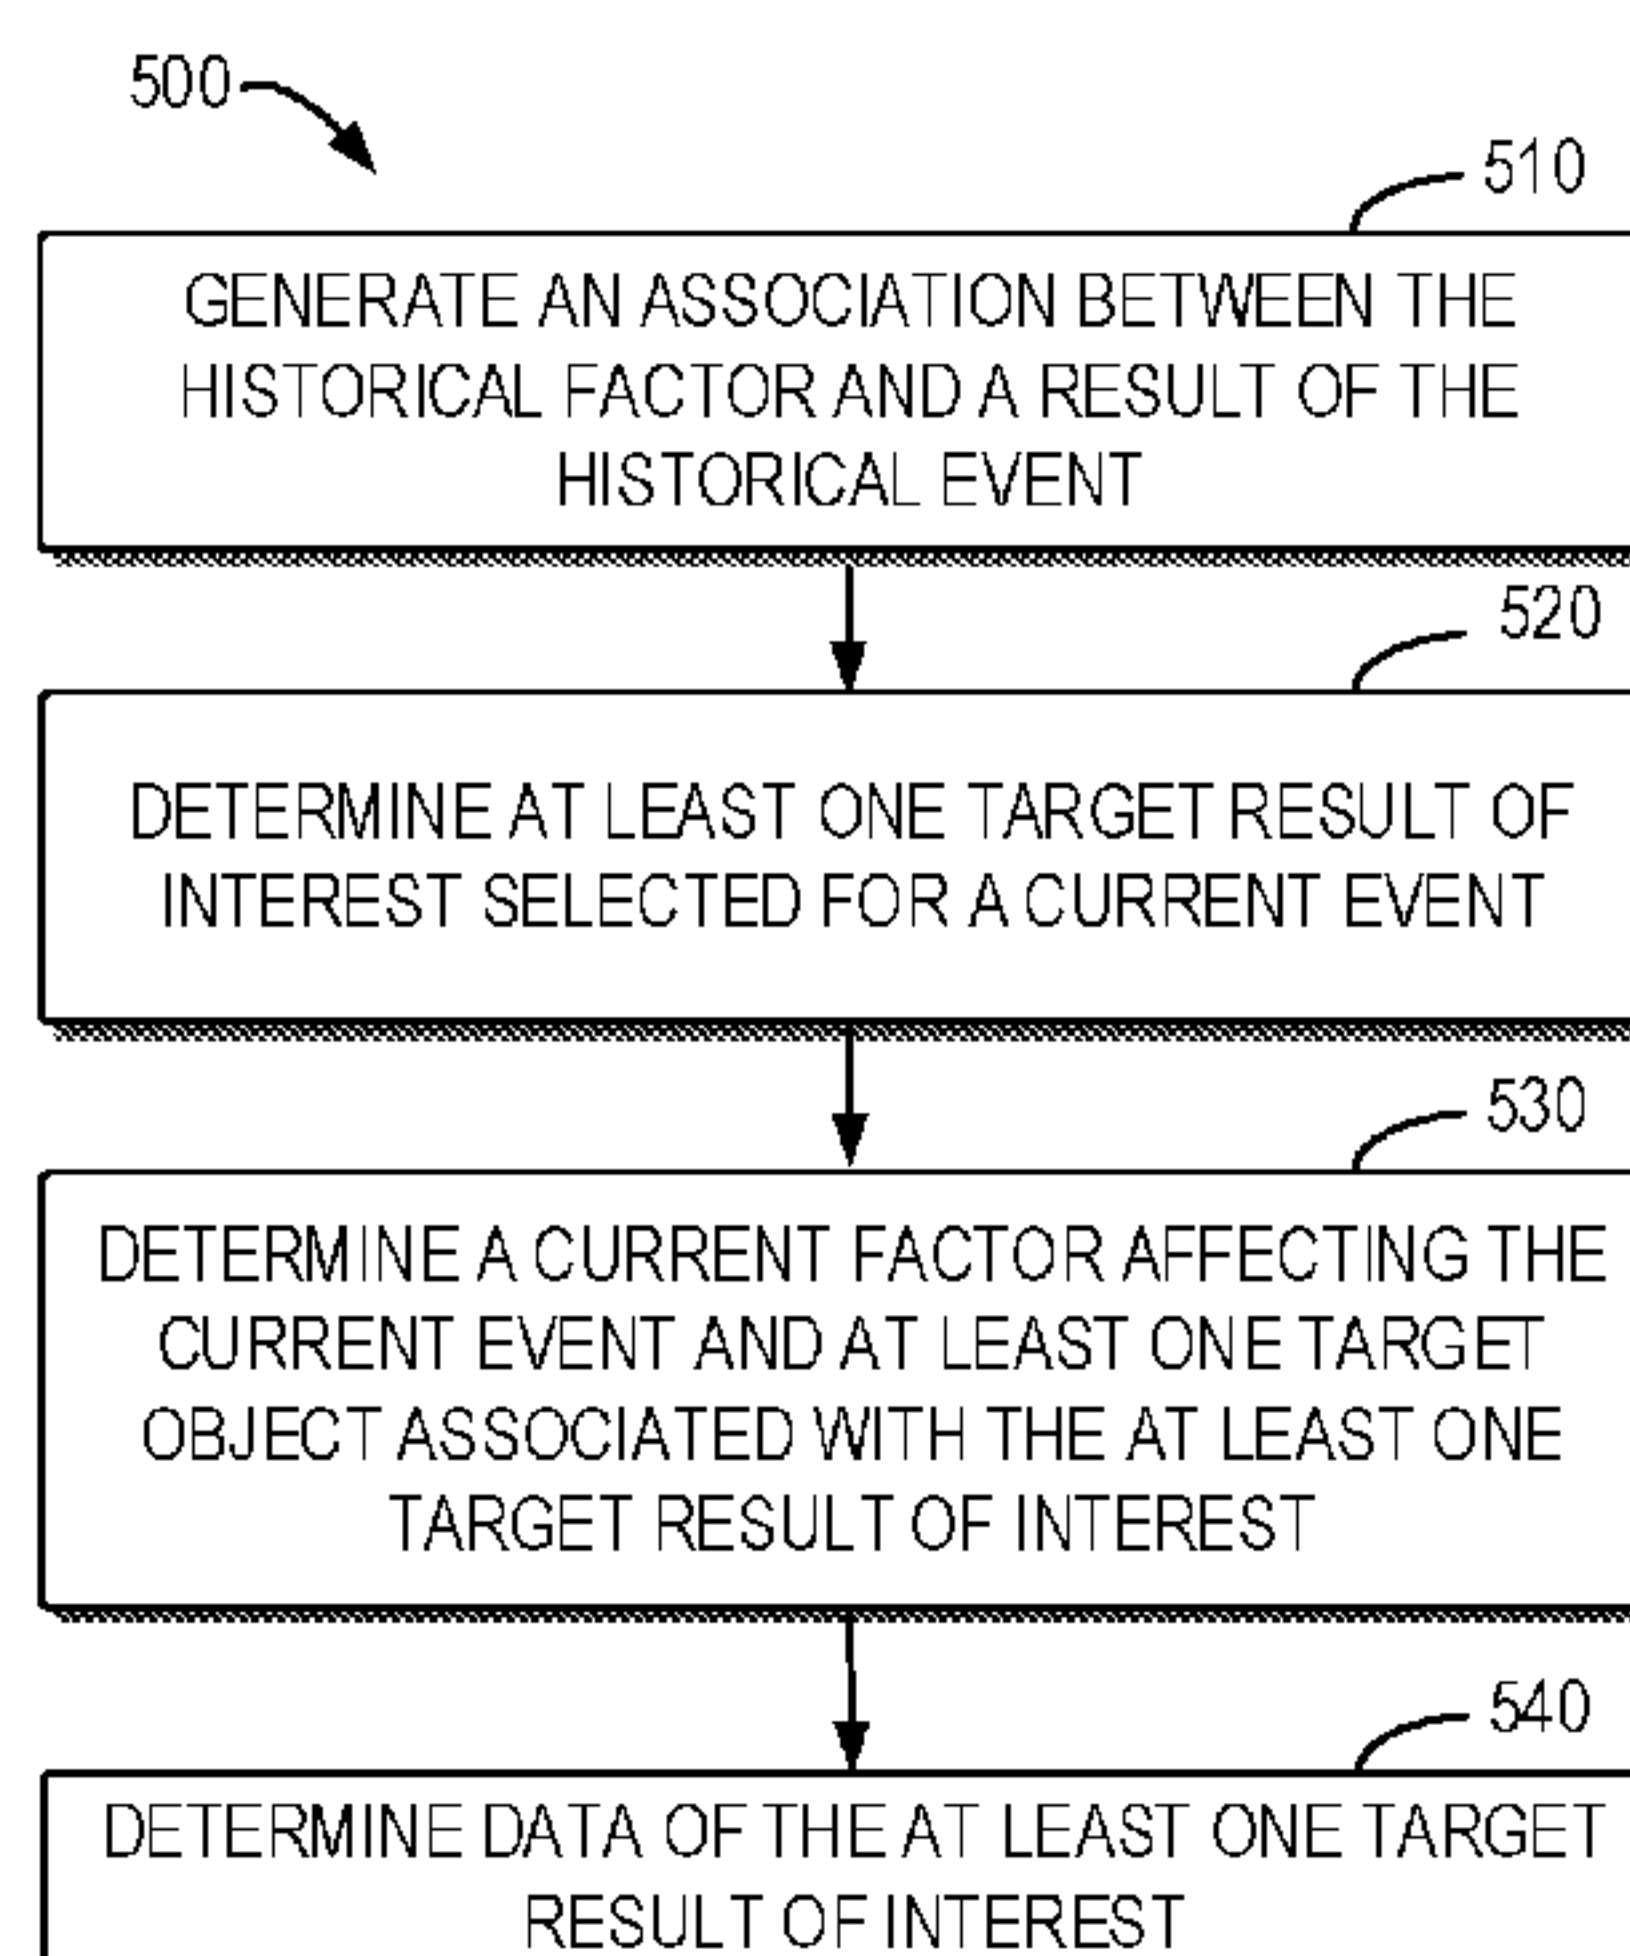 500
510
GENERATE AN ASSOCIATION BETWEEN THE
HISTORICAL FACTOR AND A RESULT OF THE
HISTORICAL EVENT
520
DETERMINE AT LEAST ONE TARGET RESULT OF
INTEREST SELECTED FOR A CURRENT EVENT
530
DETERMINE A CURRENT FACTOR AFFECTING THE
CURRENT EVENT AND AT LEAST ONE TARGET
OBJECT ASSOCIATED WITH THE AT LEAST ONE
TARGET RESULT OF INTEREST
540
DETERMINE DATA OF THE AT LEAST ONE TARGET
RESULT OF INTEREST